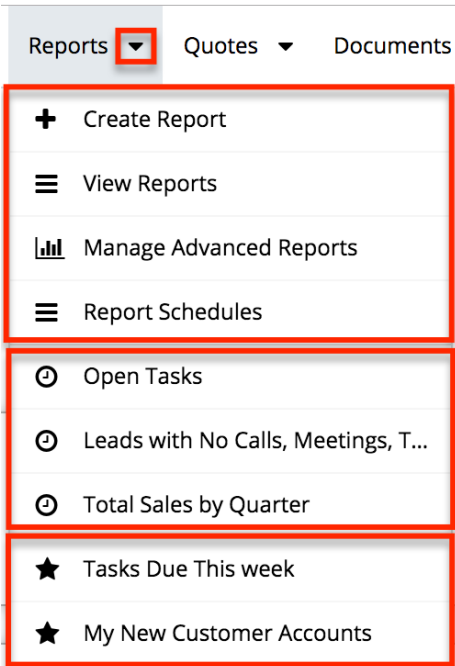 Reports Quotes Documents
Create Report
View Reports
Manage Advanced Reports
Report Schedules
Open Tasks
Leads with No Calls, Meetings, T...
Total Sales by Quarter
Tasks Due This week
My New Customer Accounts